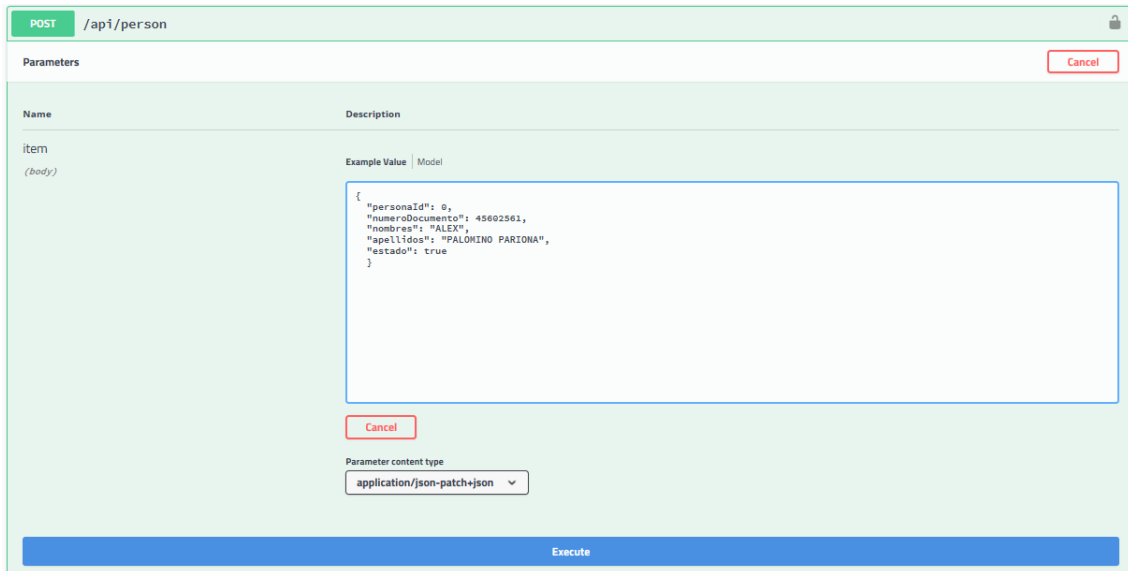 POST /api/person
Parameters Cancel
Name Description
item
(body)
Example Value Model
{
"personaId": 0,
"numeroDocumento": 45602561,
"nombres": "ALEX",
"apellidos": "PALOMINO PARIONA",
"estado": true
}
Cancel
Parameter content type
application/json-patch+json
Execute